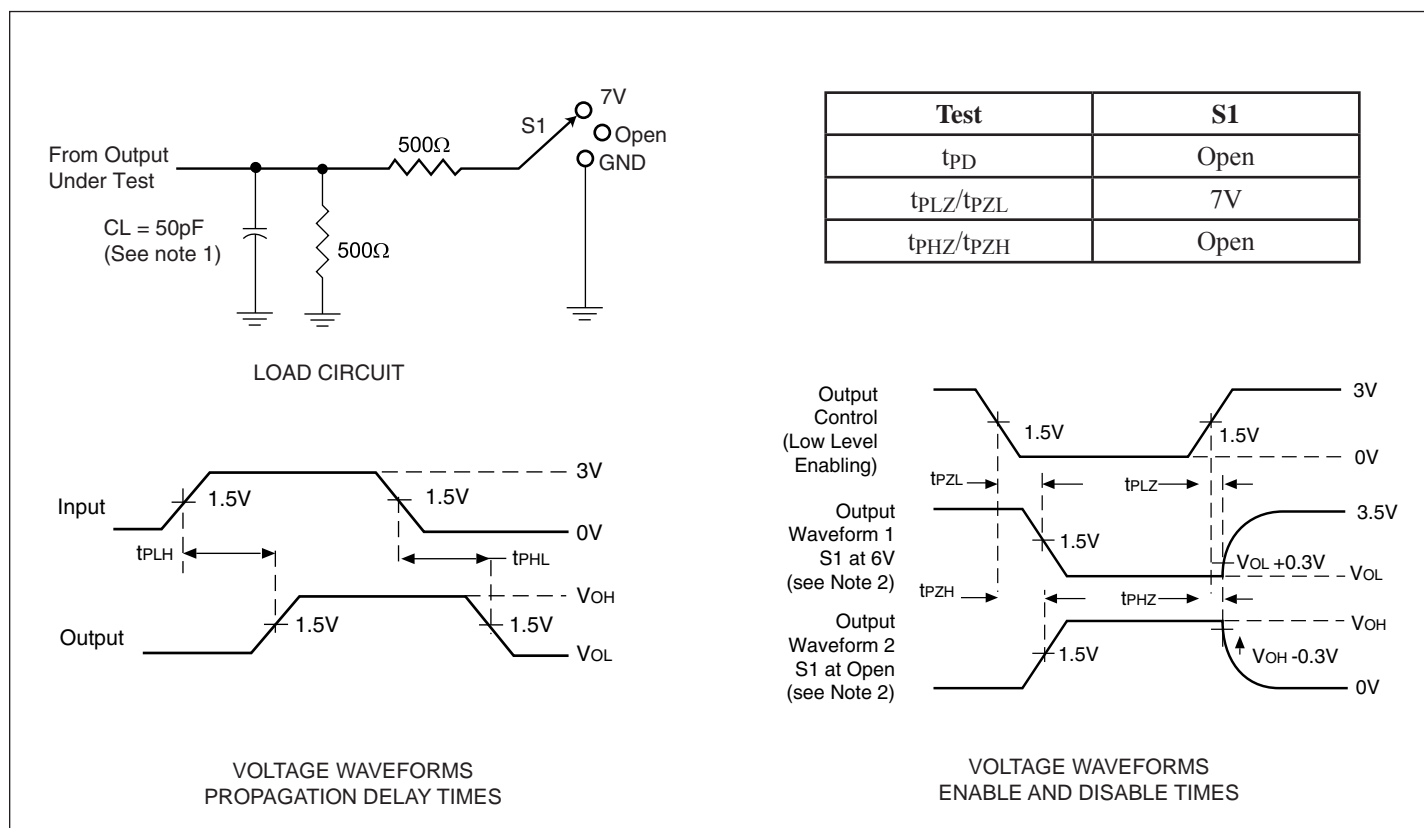 7V
S1
Open
GND
500Ω
From Output
Under Test
CL = 50pF
(See note 1)
500Ω
LOAD CIRCUIT
Test S1
tPD Open
tPLZ/tPZL 7V
tPHZ/tPZH Open
Input
1.5V
1.5V
3V
0V
tPLH
tPHL
Output
1.5V
1.5V
VOH
VOL
VOLTAGE WAVEFORMS
PROPAGATION DELAY TIMES
Output
Control
(Low Level
Enabling)
1.5V
1.5V
3V
0V
tPZL
tPLZ
Output
Waveform 1
S1 at 6V
(see Note 2)
1.5V
3.5V
VOL +0.3V
VOL
tPZH
tPHZ
Output
Waveform 2
S1 at Open
(see Note 2)
1.5V
VOH
VOH -0.3V
0V
VOLTAGE WAVEFORMS
ENABLE AND DISABLE TIMES